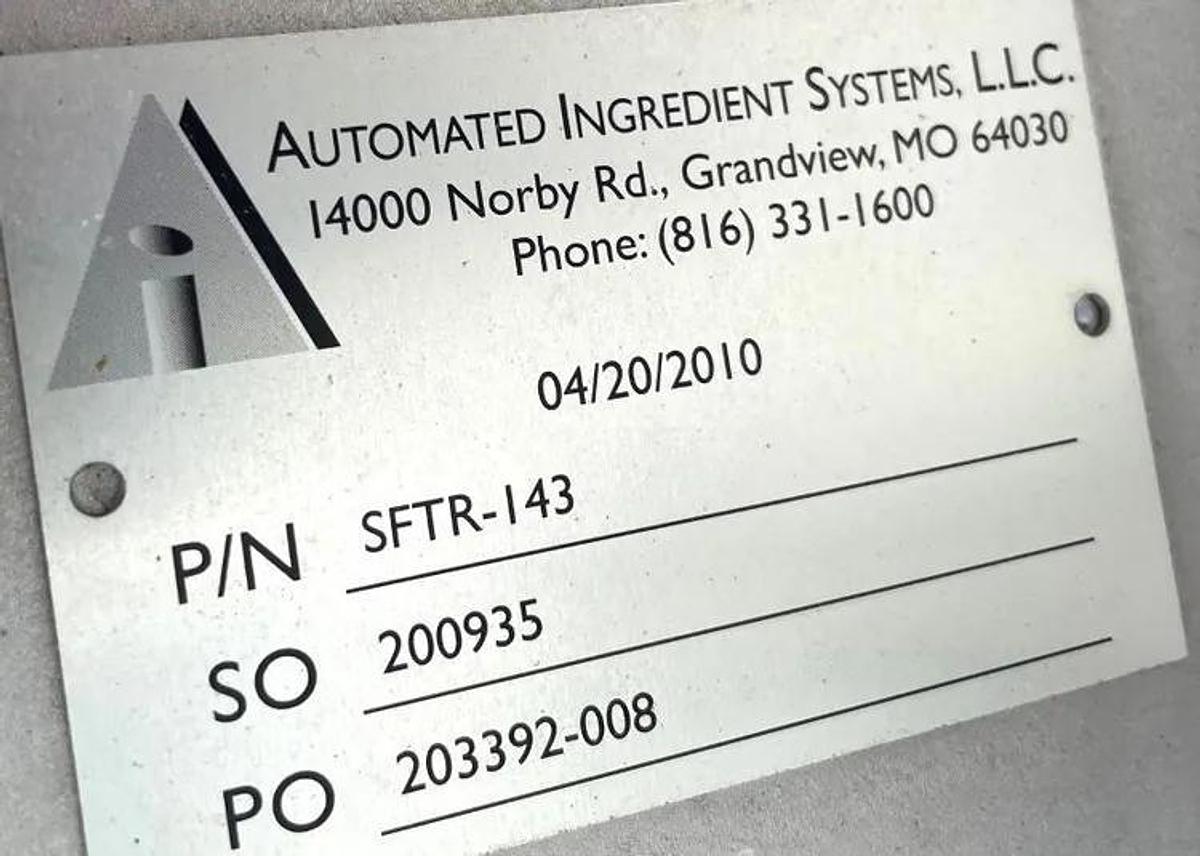 AUTOMATED INGREDIENT SYSTEMS, L.L.C.
14000 Norby Rd., Grandview, MO 64030
Phone: (816) 331-1600
04/20/2010
P/N SFTR-143
SO 200935
PO 203392-008